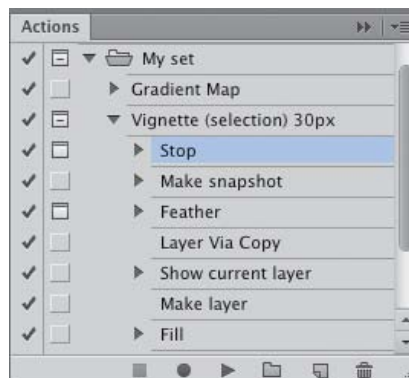 Actions
My set
Gradient Map
Vignette (selection) 30px
Stop
Make snapshot
Feather
Layer Via Copy
Show current layer
Make layer
Fill